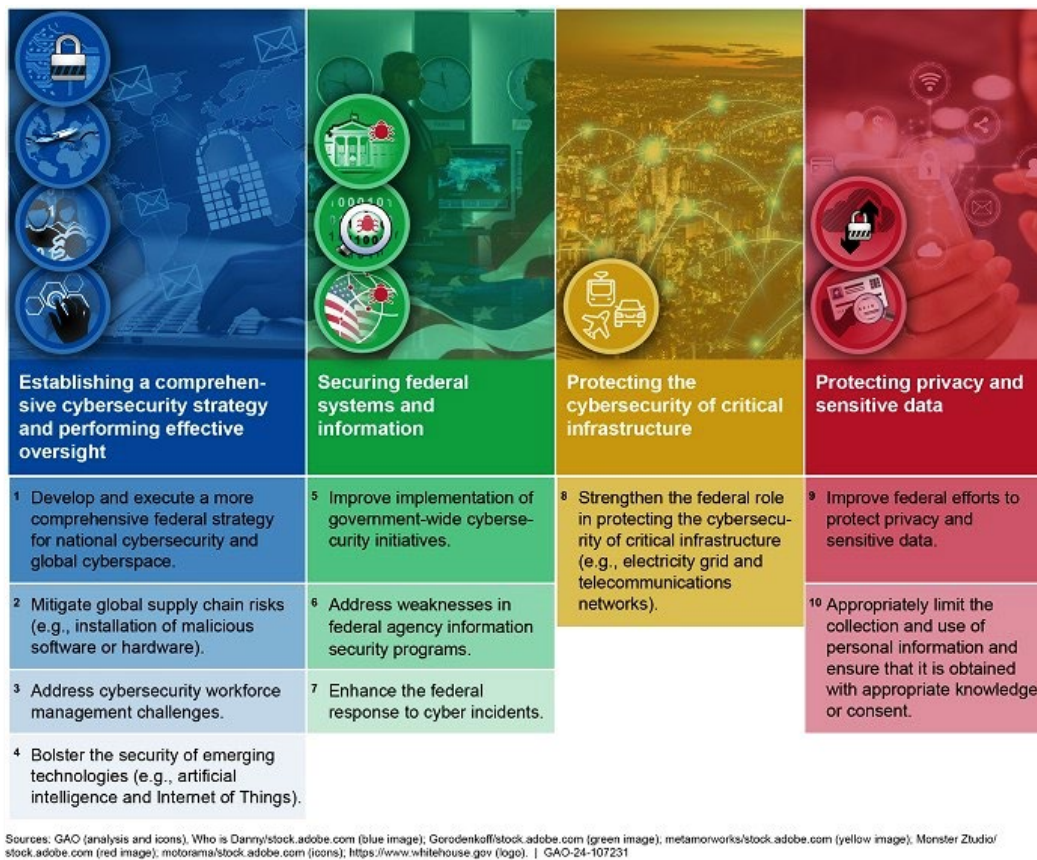 Establishing a comprehen-
sive cybersecurity strategy
and performing effective
oversight
1 Develop and execute a more
comprehensive federal strategy
for national cybersecurity and
global cyberspace.
2 Mitigate global supply chain risks
(e.g., installation of malicious
software or hardware).
3 Address cybersecurity workforce
management challenges.
4 Bolster the security of emerging
technologies (e.g., artificial
intelligence and Internet of Things).
Securing federal
systems and
information
5 Improve implementation of
government-wide cyberse-
curity initiatives.
6 Address weaknesses in
federal agency information
security programs.
7 Enhance the federal
response to cyber incidents.
Protecting the
cybersecurity of critical
infrastructure
8 Strengthen the federal role
in protecting the cybersecu-
rity of critical infrastructure
(e.g., electricity grid and
telecommunications
networks).
Protecting privacy and
sensitive data
9 Improve federal efforts to
protect privacy and
sensitive data.
10 Appropriately limit the
collection and use of
personal information and
ensure that it is obtained
with appropriate knowledge
or consent.
Sources: GAO (analysis and icons), Who is Danny/stock.adobe.com (blue image); Gorodenkoff/stock.adobe.com (green image); metamorworks/stock.adobe.com (yellow image); Monster Ztudio/
stock.adobe.com (red image); motorama/stock.adobe.com (icons); https://www.whitehouse.gov (logo). | GAO-24-107231